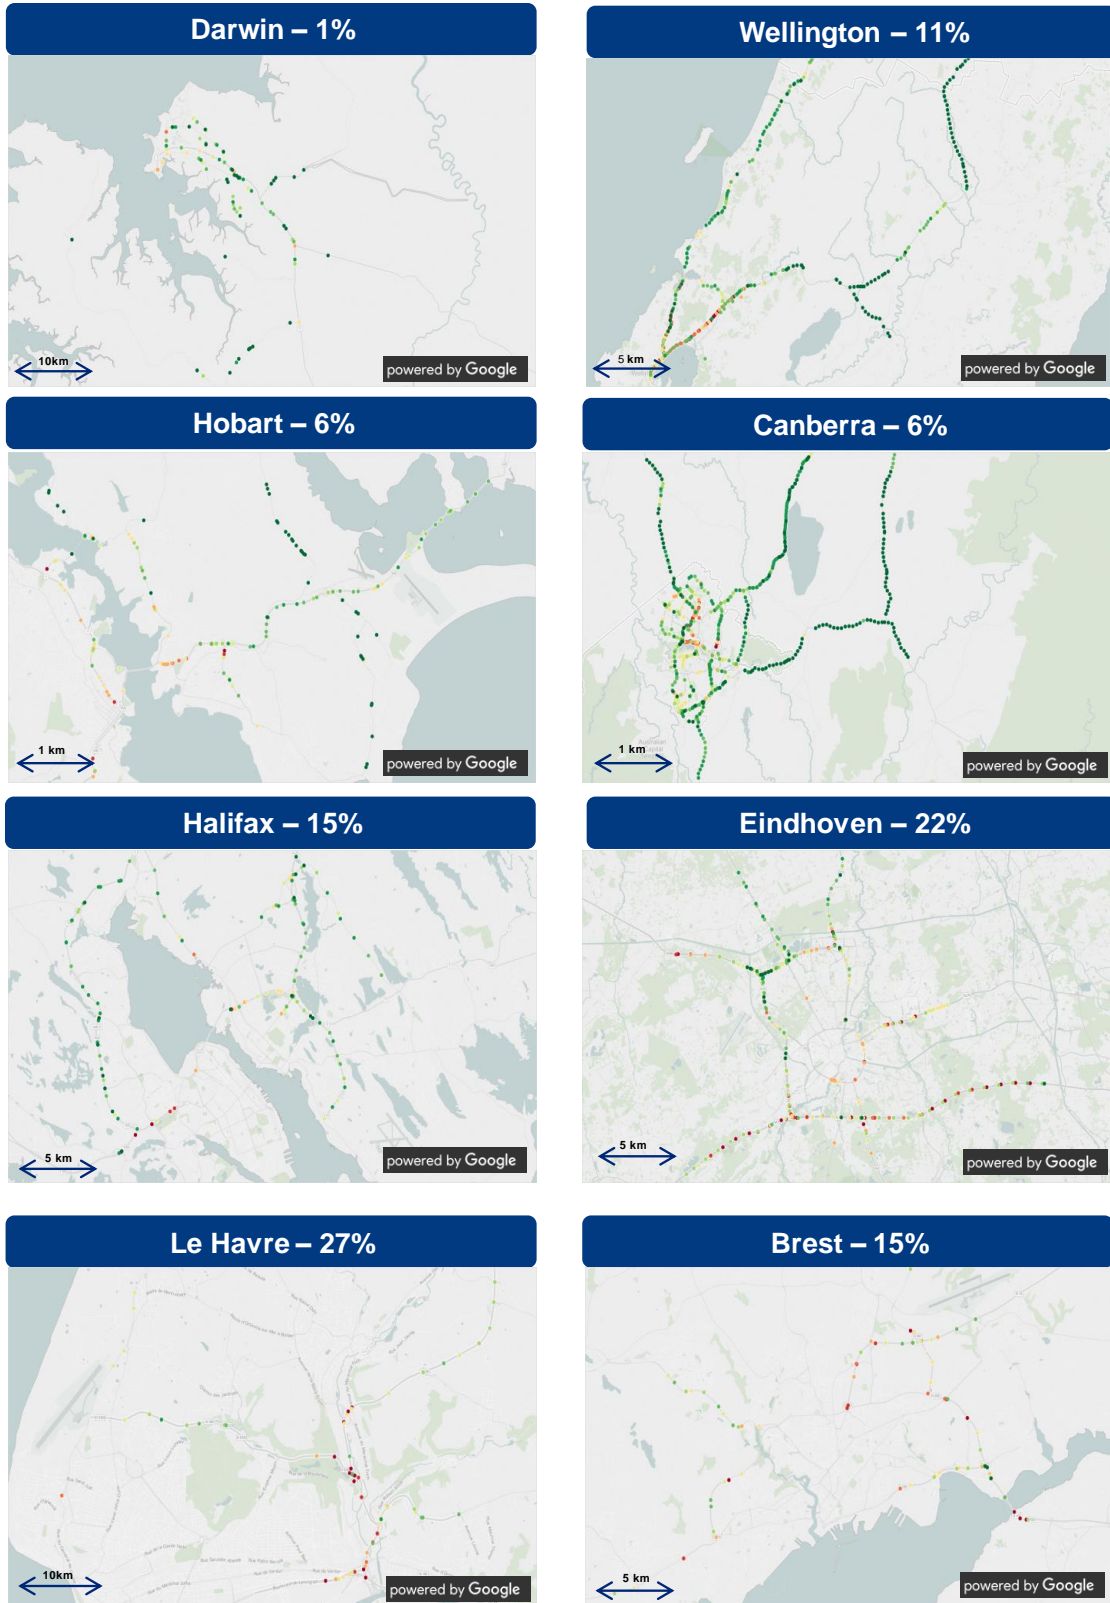 Darwin – 1%
Wellington – 11%
10km
powered by Google
5 km
powered by Google
Hobart – 6%
Canberra – 6%
1 km
powered by Google
Australian
Capital
1 km
powered by Google
Halifax – 15%
Eindhoven – 22%
5 km
powered by Google
5 km
powered by Google
Le Havre – 27%
Brest – 15%
10km
powered by Google
5 km
powered by Google